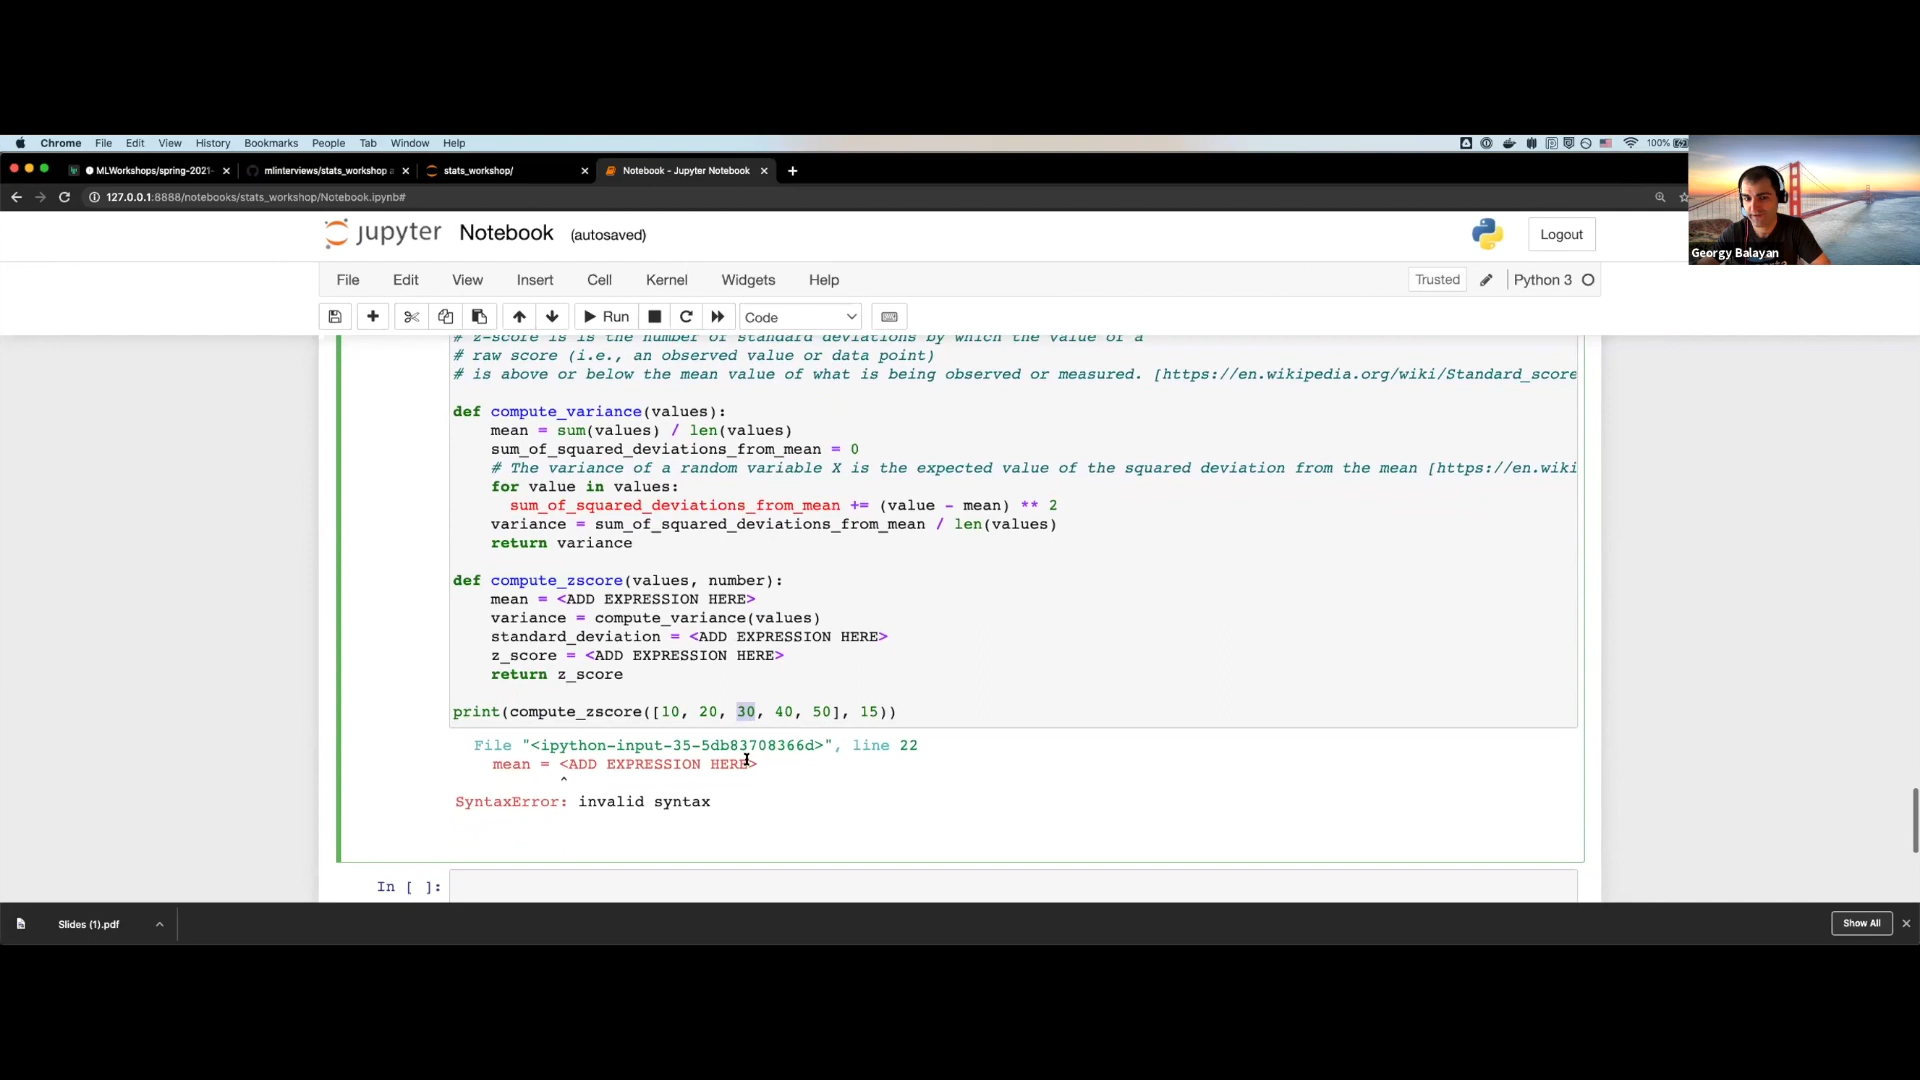 Chrome File Edit View History Bookmarks People Tab Window Help 100%
MLWorkshops/spring-2021- mlinterviews/stats_workshop stats_workshop/ Notebook - Jupyter Notebook
127.0.0.1:8888/notebooks/stats_workshop/Notebook.ipynb#
Georgy Balayan
jupyter Notebook (autosaved) Logout
File Edit View Insert Cell Kernel Widgets Help Trusted Python 3
Run Code
# z-score is is the number of standard deviations by which the value of a
# raw score (i.e., an observed value or data point)
# is above or below the mean value of what is being observed or measured. [https://en.wikipedia.org/wiki/Standard_score
def compute_variance(values):
mean = sum(values) / len(values)
sum_of_squared_deviations_from_mean = 0
# The variance of a random variable X is the expected value of the squared deviation from the mean [https://en.wiki
for value in values:
sum_of_squared_deviations_from_mean += (value - mean) ** 2
variance = sum_of_squared_deviations_from_mean / len(values)
return variance
def compute_zscore(values, number):
mean = <ADD EXPRESSION HERE>
variance = compute_variance(values)
standard_deviation = <ADD EXPRESSION HERE>
z_score = <ADD EXPRESSION HERE>
return z_score
print(compute_zscore([10, 20, 30, 40, 50], 15))
File "<ipython-input-35-5db83708366d>", line 22
mean = <ADD EXPRESSION HERE>
^
SyntaxError: invalid syntax
In [ ]:
Slides (1).pdf Show All